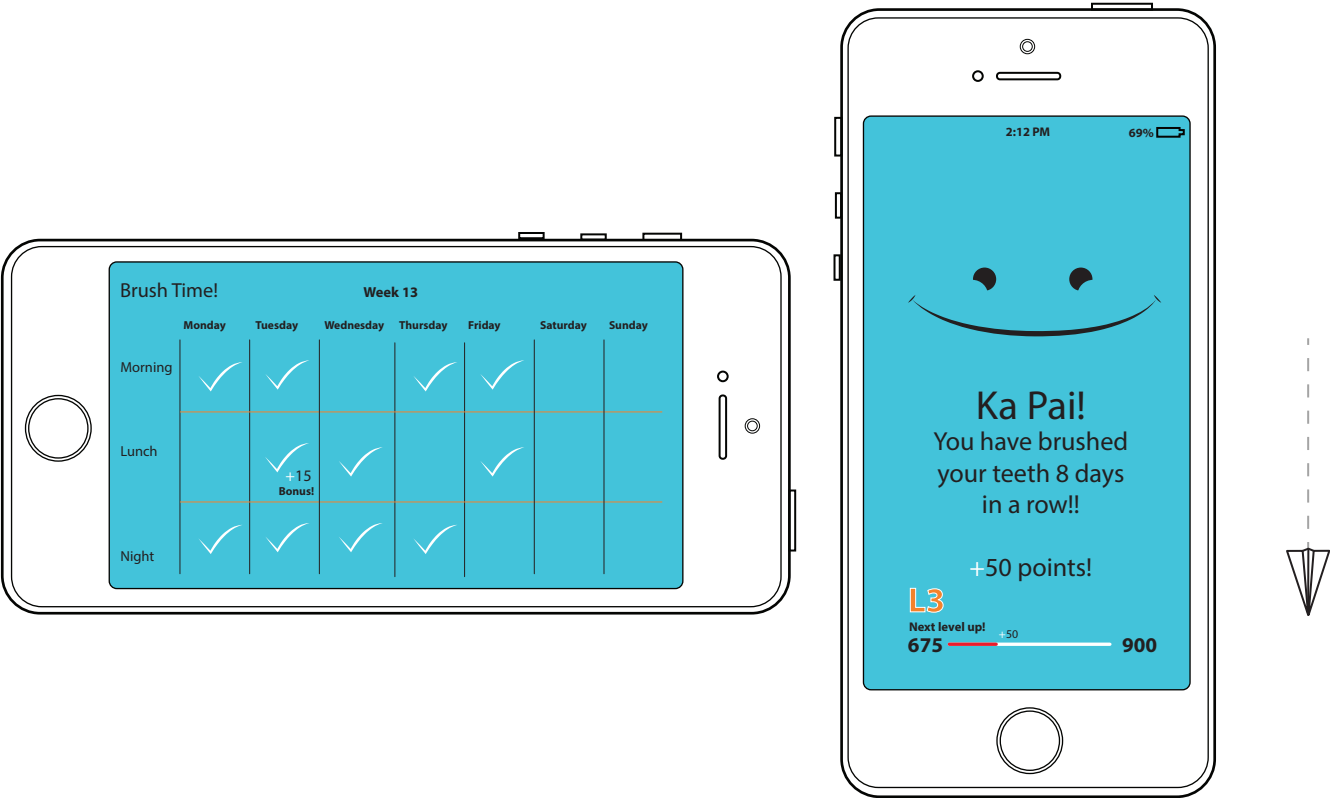 Brush Time!
Week 13
Monday Tuesday Wednesday Thursday Friday Saturday Sunday
Morning
Lunch
+15
Bonus!
Night
2:12 PM
69%
Ka Pai!
You have brushed
your teeth 8 days
in a row!!
+50 points!
L3
Next level up!
+50
675
900